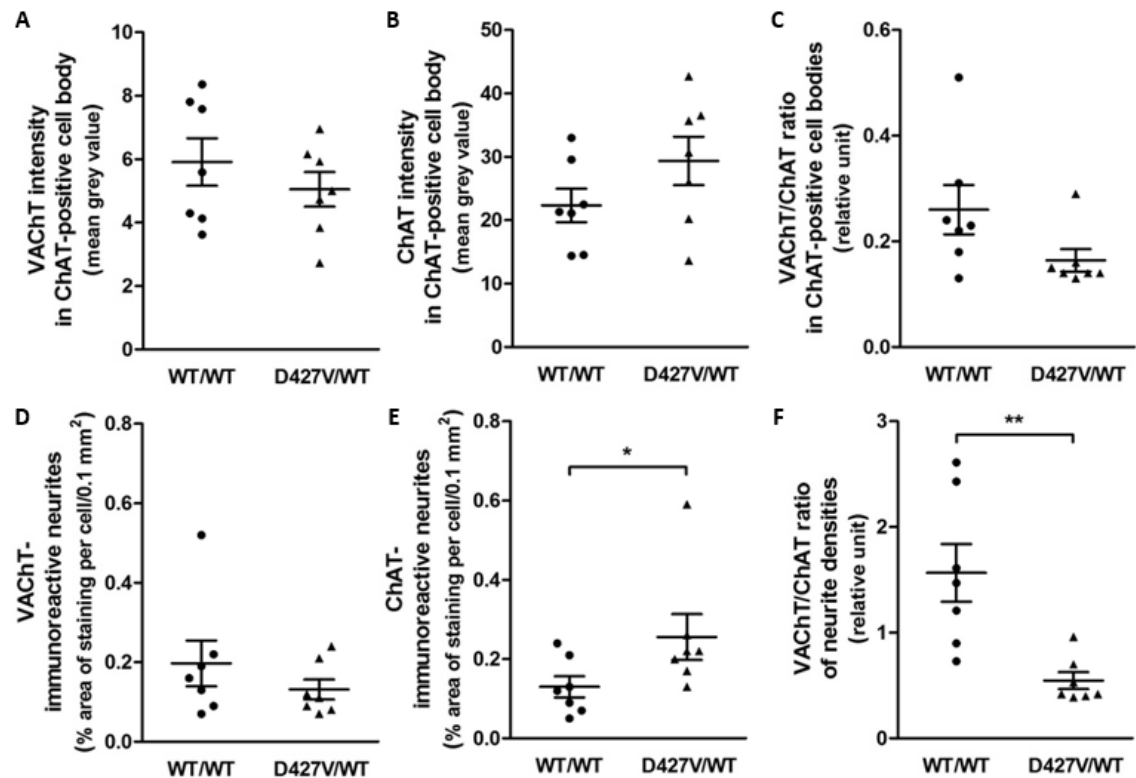 A
VAChT intensity
in ChAT-positive cell body
(mean grey value)
10
8
6
4
2
0
WT/WT
D427V/WT
B
ChAT intensity
in ChAT-positive cell body
(mean grey value)
50
40
30
20
10
0
WT/WT
D427V/WT
C
VAChT/ChAT ratio
in ChAT-positive cell bodies
(relative unit)
0.6
0.4
0.2
0.0
WT/WT
D427V/WT
D
VAChT-
immunoreactive neurites
(% area of staining per cell/0.1 mm²)
0.8
0.6
0.4
0.2
0.0
WT/WT
D427V/WT
E
ChAT-
immunoreactive neurites
(% area of staining per cell/0.1 mm²)
0.8
0.6
0.4
0.2
0.0
*
WT/WT
D427V/WT
F
VAChT/ChAT ratio
of neurite densities
(relative unit)
3
2
1
0
**
WT/WT
D427V/WT